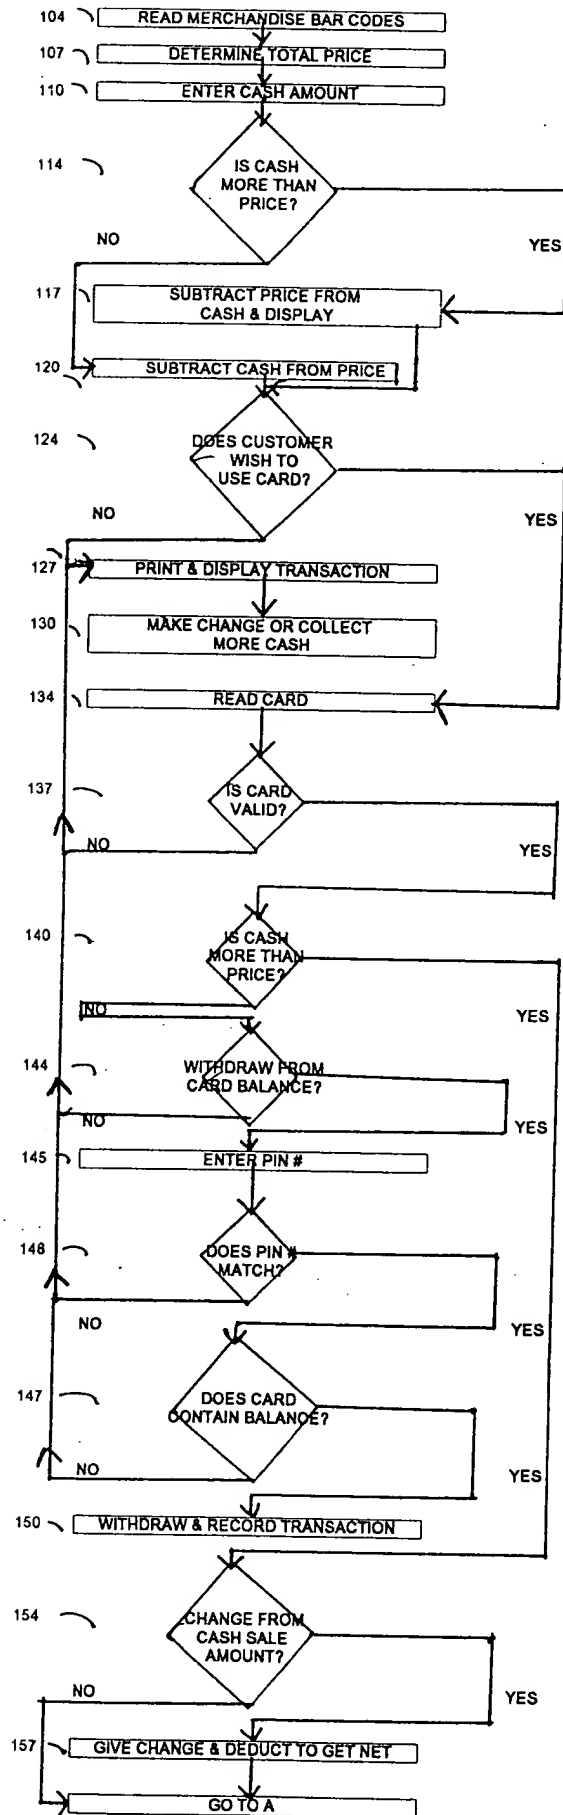 104 READ MERCHANDISE BAR CODES
107 DETERMINE TOTAL PRICE
110 ENTER CASH AMOUNT
114 IS CASH
MORE THAN
PRICE?
NO
YES
117 SUBTRACT PRICE FROM
CASH & DISPLAY
120 SUBTRACT CASH FROM PRICE
124 DOES CUSTOMER
WISH TO
USE CARD?
NO
YES
127 PRINT & DISPLAY TRANSACTION
130 MAKE CHANGE OR COLLECT
MORE CASH
134 READ CARD
137 IS CARD
VALID?
NO
YES
140 IS CASH
MORE THAN
PRICE?
NO
YES
144 WITHDRAW FROM
CARD BALANCE?
NO
YES
145 ENTER PIN #
148 DOES PIN #
MATCH?
NO
YES
147 DOES CARD
CONTAIN BALANCE?
NO
YES
150 WITHDRAW & RECORD TRANSACTION
154 CHANGE FROM
CASH SALE
AMOUNT?
NO
YES
157 GIVE CHANGE & DEDUCT TO GET NET
GO TO A